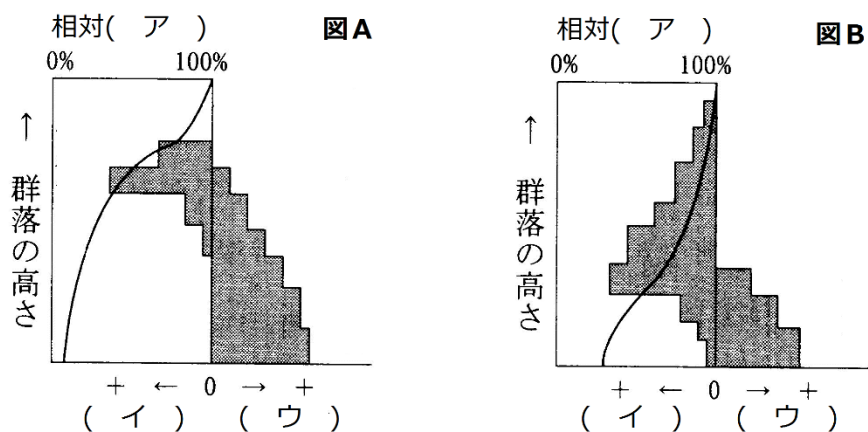 相対( ア ) 図A
0% 100%
↑ 群落の高さ
+ ← 0 → +
( イ ) ( ウ )
相対( ア ) 図B
0% 100%
↑ 群落の高さ
+ ← 0 → +
( イ ) ( ウ )